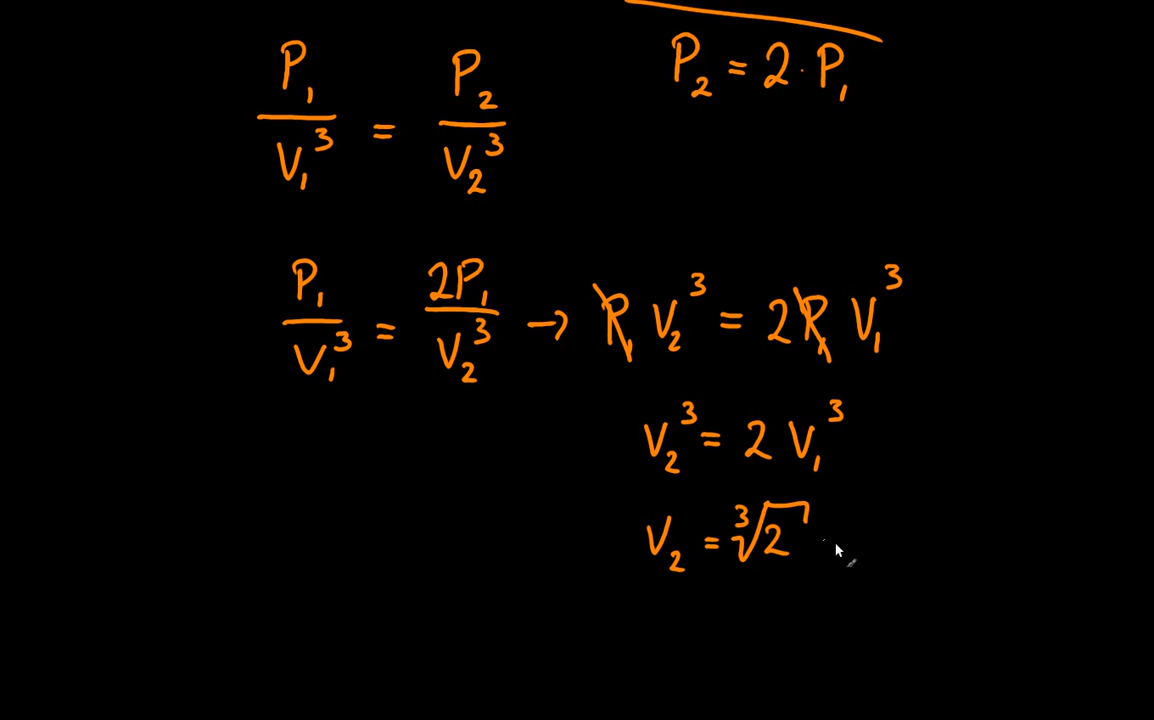 P₂ = 2 · P₁
P₁ / V₁³ = P₂ / V₂³
P₁ / V₁³ = 2P₁ / V₂³ → P₁ V₂³ = 2P₁ V₁³
V₂³ = 2 V₁³
V₂ = ³√2